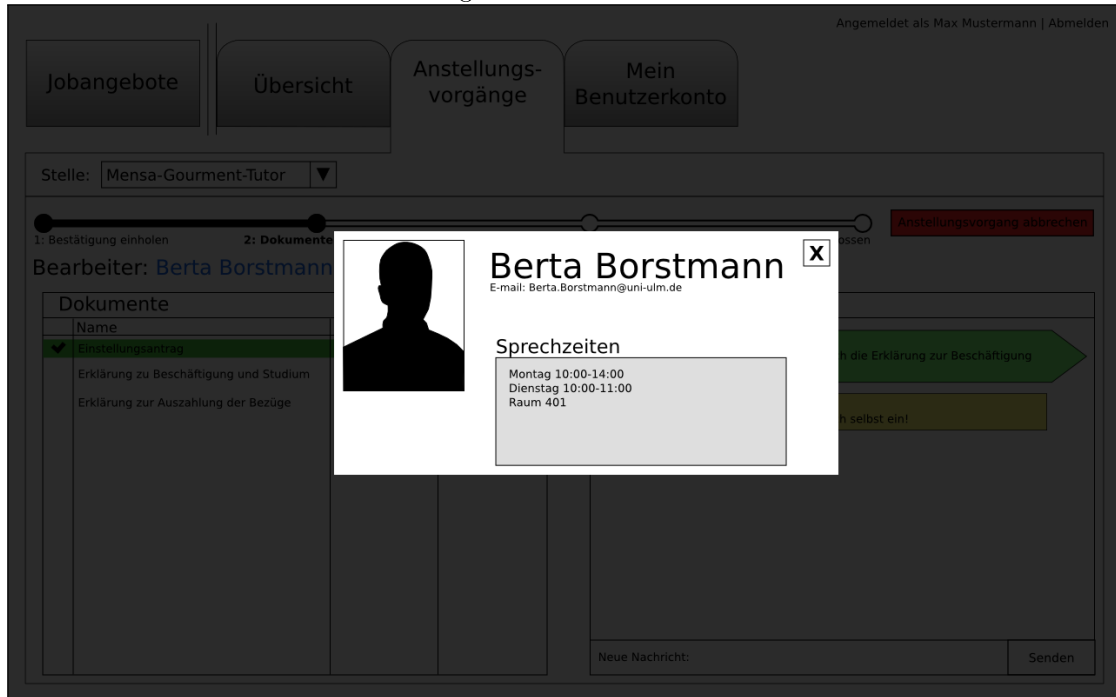 Angemeldet als Max Mustermann | Abmelden
Jobangebote
Übersicht
Anstellungs-
vorgänge
Mein
Benutzerkonto
Stelle: Mensa-Gourment-Tutor
Anstellungsvorgang abbrechen
1: Bestätigung einholen
2: Dokumente
ossen
Bearbeiter: Berta Borstmann
Berta Borstmann
X
E-mail: Berta.Borstmann@uni-ulm.de
Dokumente
Name
Einstellungsantrag
Erklärung zu Beschäftigung und Studium
Erklärung zur Auszahlung der Bezüge
Sprechzeiten
Montag 10:00-14:00
Dienstag 10:00-11:00
Raum 401
h die Erklärung zur Beschäftigung
h selbst ein!
Neue Nachricht:
Senden